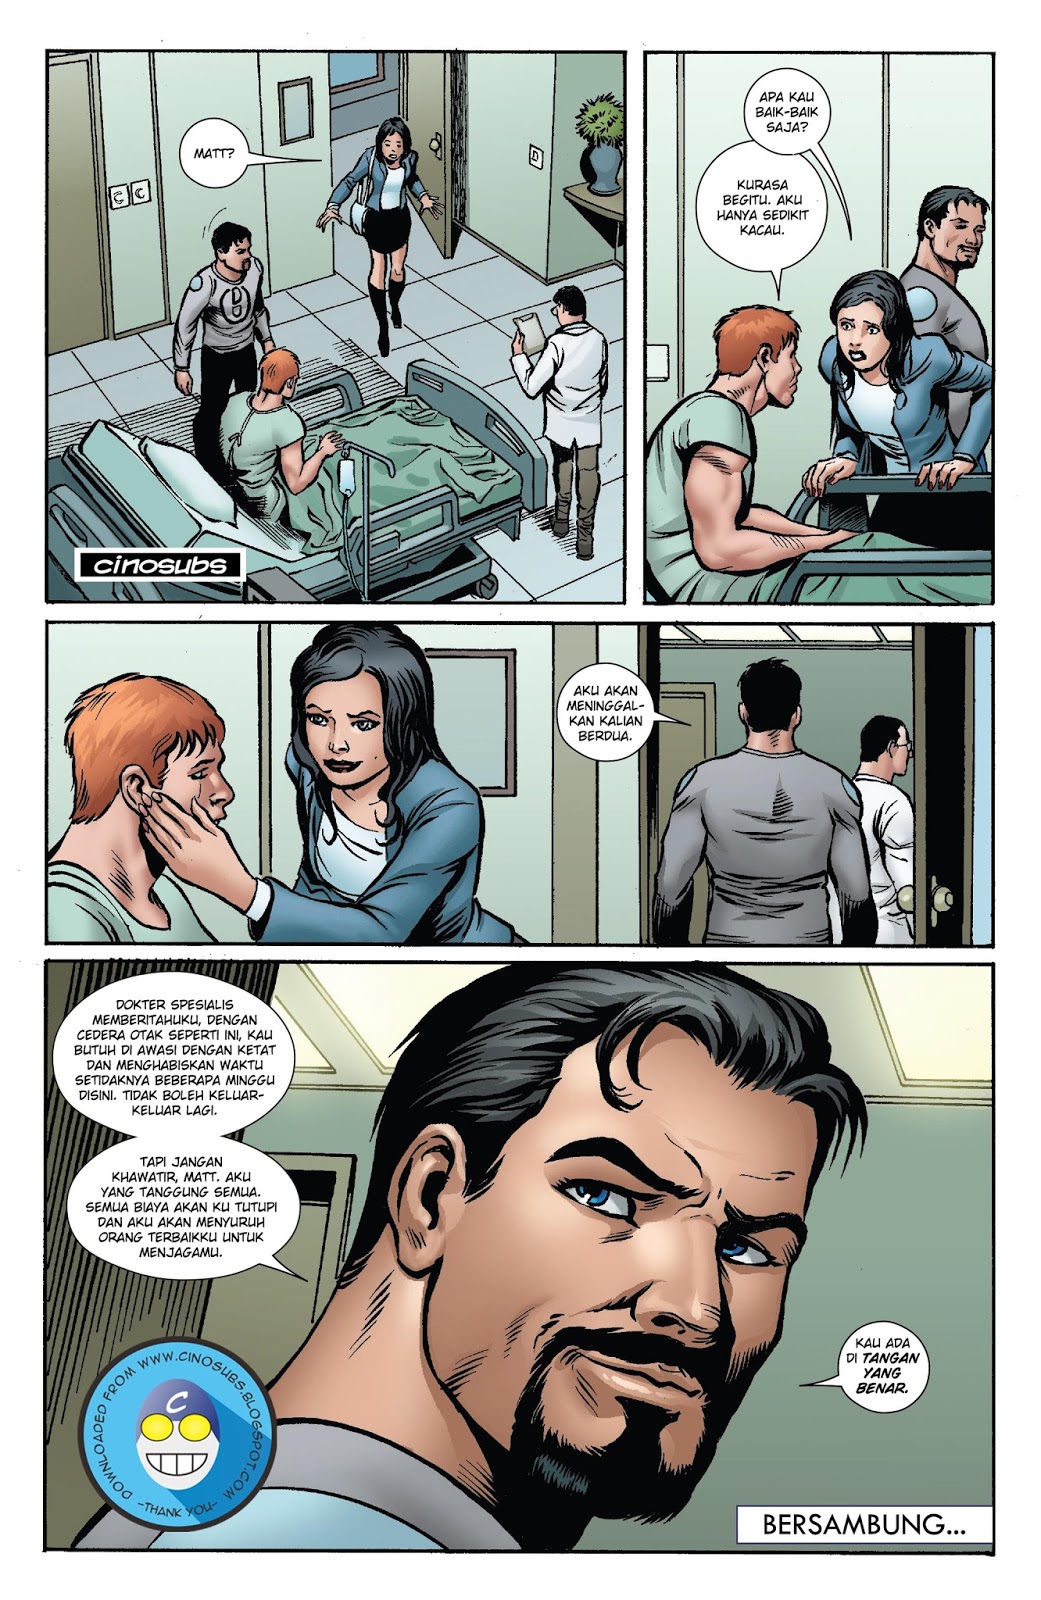 MATT?
C
C
D
cinosubs
APA KAU
BAIK-BAIK
SAJA?
KURASA
BEGITU. AKU
HANYA SEDIKIT
KACAU.
AKU AKAN
MENINGGAL-
KAN KALIAN
BERDUA.
DOKTER SPESIALIS
MEMBERITAHUKU, DENGAN
CEDERA OTAK SEPERTI INI, KAU
BUTUH DI AWASI DENGAN KETAT
DAN MENGHABISKAN WAKTU
SETIDAKNYA BEBERAPA MINGGU
DISINI. TIDAK BOLEH KELUAR-
KELUAR LAGI.
TAPI JANGAN
KHAWATIR, MATT. AKU
YANG TANGGUNG SEMUA.
SEMUA BIAYA AKAN KU TUTUPI
DAN AKU AKAN MENYURUH
ORANG TERBAIKKU UNTUK
MENJAGAMU.
KAU ADA
DI TANGAN
YANG
BENAR.
DOWNLOADED FROM WWW.CINOSUBS.BLOGSPOT.COM
C
-THANK YOU-
BERSAMBUNG...